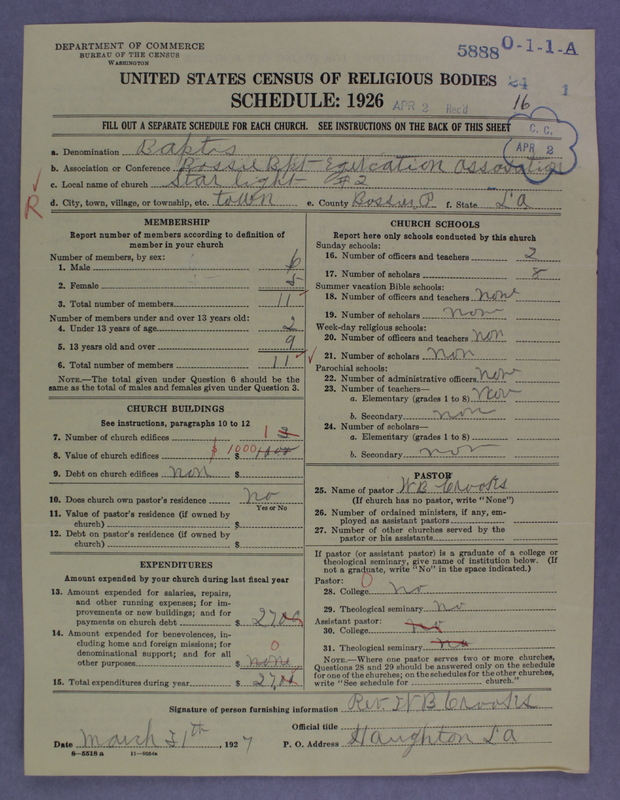 DEPARTMENT OF COMMERCE
BUREAU OF THE CENSUS
WASHINGTON
5888 O-1-1-A
UNITED STATES CENSUS OF RELIGIOUS BODIES 24 1
SCHEDULE: 1926 APR 2 Rec'd 16
FILL OUT A SEPARATE SCHEDULE FOR EACH CHURCH. SEE INSTRUCTIONS ON THE BACK OF THIS SHEET
C. C.
APR 2
a. Denomination Baptis
b. Association or Conference
c. Local name of church Star light #2
R
d. City, town, village, or township, etc. town e. County Bossier P. f. State La
MEMBERSHIP
Report number of members according to definition of
member in your church
Number of members, by sex:
1. Male 6
2. Female 5
3. Total number of members 11
Number of members under and over 13 years old:
4. Under 13 years of age 2
5. 13 years old and over 9
6. Total number of members 11
NOTE.—The total given under Question 6 should be the
same as the total of males and females given under Question 3.
CHURCH BUILDINGS
See instructions, paragraphs 10 to 12
7. Number of church edifices 1
8. Value of church edifices $ 1000
9. Debt on church edifices non $
10. Does church own pastor's residence no
Yes or No
11. Value of pastor's residence (if owned by
church) $
12. Debt on pastor's residence (if owned by
church) $
EXPENDITURES
Amount expended by your church during last fiscal year
13. Amount expended for salaries, repairs,
and other running expenses; for im-
provements or new buildings; and for
payments on church debt $ 27.00
14. Amount expended for benevolences, in-
cluding home and foreign missions; for
denominational support; and for all
other purposes $ none 0
15. Total expenditures during year $ 27.00
CHURCH SCHOOLS
Report here only schools conducted by this church
Sunday schools:
16. Number of officers and teachers 2
17. Number of scholars 8
Summer vacation Bible schools:
18. Number of officers and teachers none
19. Number of scholars non
Week-day religious schools:
20. Number of officers and teachers non
21. Number of scholars non
Parochial schools:
22. Number of administrative officers non
23. Number of teachers—
a. Elementary (grades 1 to 8) non
b. Secondary non
24. Number of scholars—
a. Elementary (grades 1 to 8)
b. Secondary non
PASTOR
25. Name of pastor W B Crooks
(If church has no pastor, write "None")
26. Number of ordained ministers, if any, em-
ployed as assistant pastors
27. Number of other churches served by the
pastor or his assistants
If pastor (or assistant pastor) is a graduate of a college or
theological seminary, give name of institution below. (If
not a graduate, write "No" in the space indicated.)
Pastor:
28. College 0 no
29. Theological seminary no
Assistant pastor:
30. College no
31. Theological seminary no
NOTE.—Where one pastor serves two or more churches,
Questions 28 and 29 should be answered only on the schedule
for one of the churches; on the schedules for the other churches,
write "See schedule for church."
Signature of person furnishing information Rev W B Crooks
Official title
Date March 31th, 1927 P. O. Address Haughton La
8—5518 a